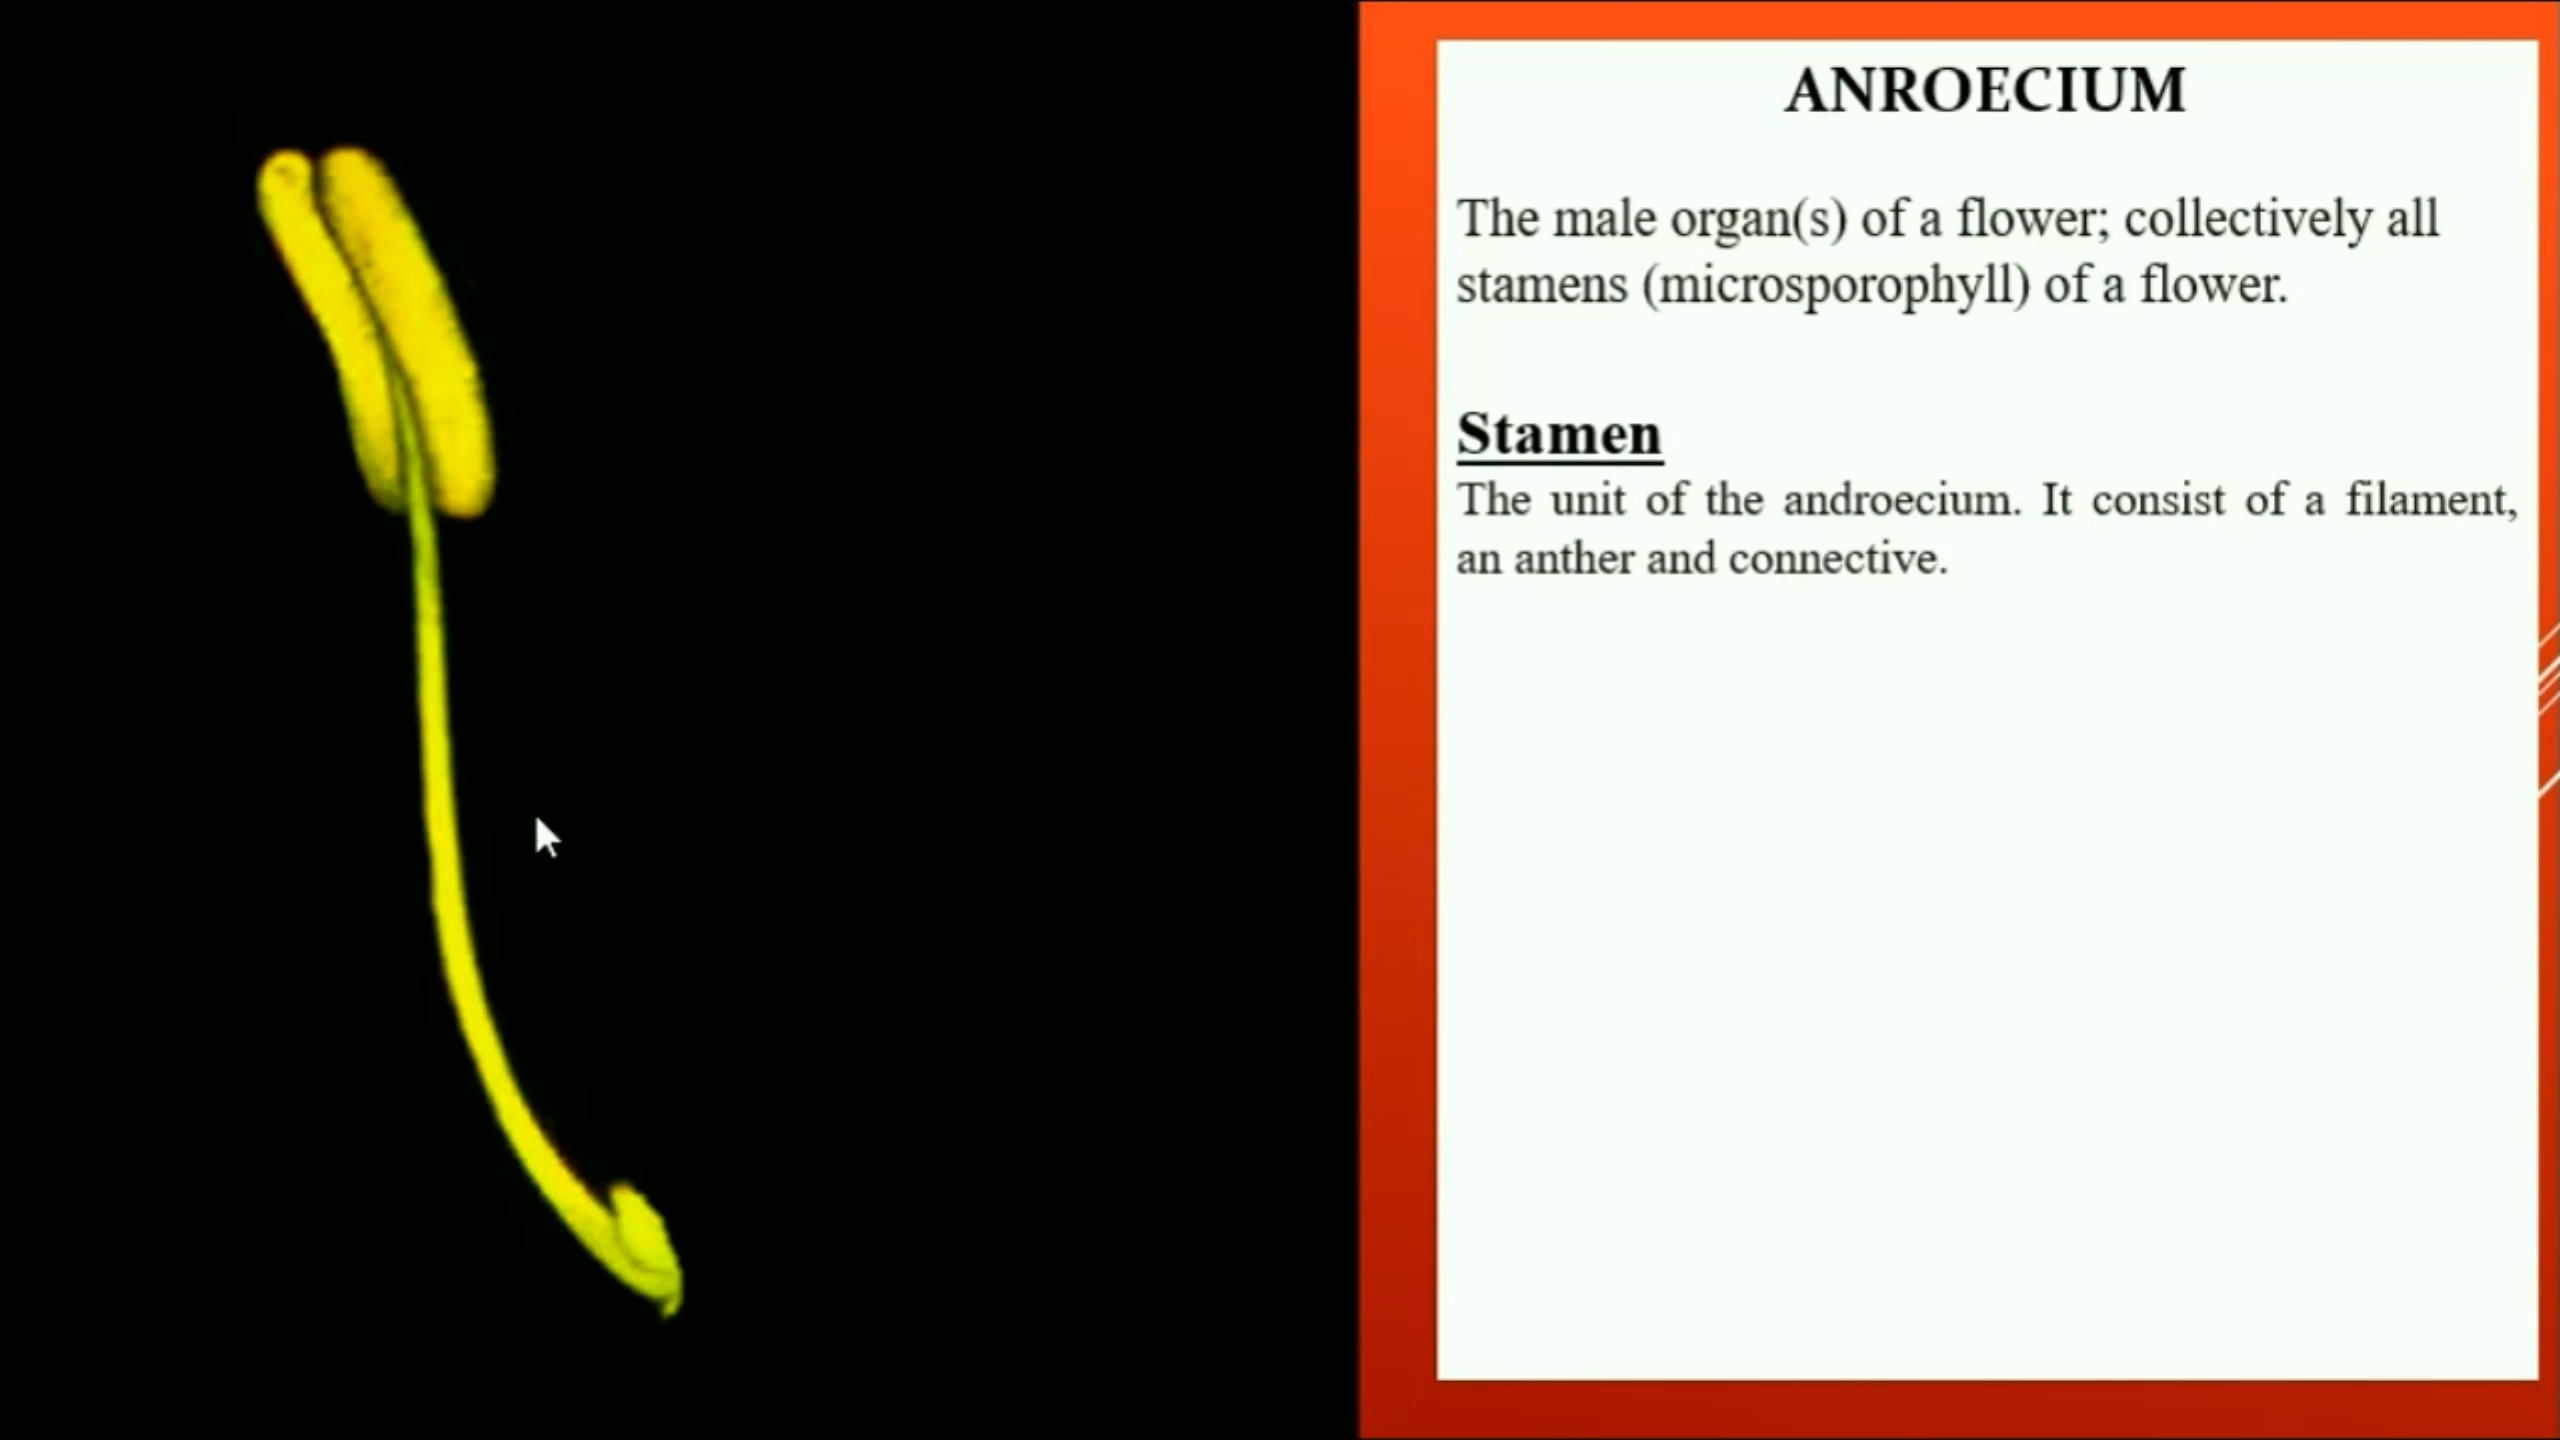 ANROECIUM
The male organ(s) of a flower; collectively all
stamens (microsporophyll) of a flower.
Stamen
The unit of the androecium. It consist of a filament,
an anther and connective.